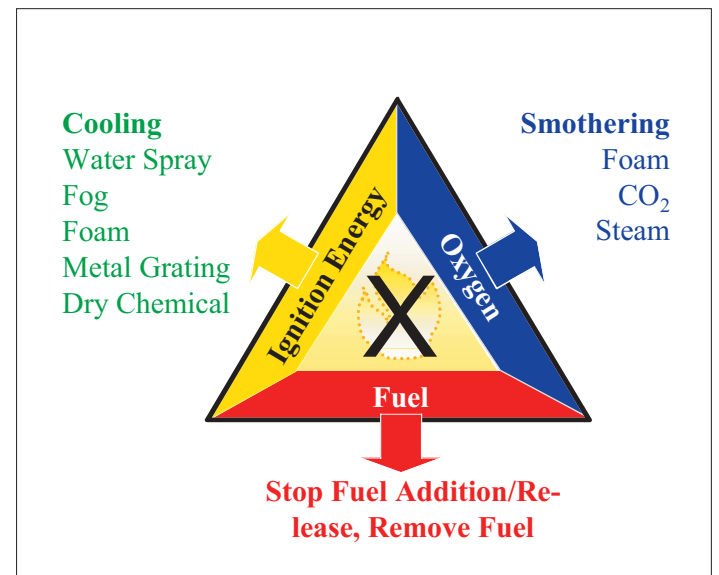 Cooling
Water Spray
Fog
Foam
Metal Grating
Dry Chemical
Smothering
Foam
CO₂
Steam
Ignition Energy
Oxygen
X
Fuel
Stop Fuel Addition/Re-
lease, Remove Fuel